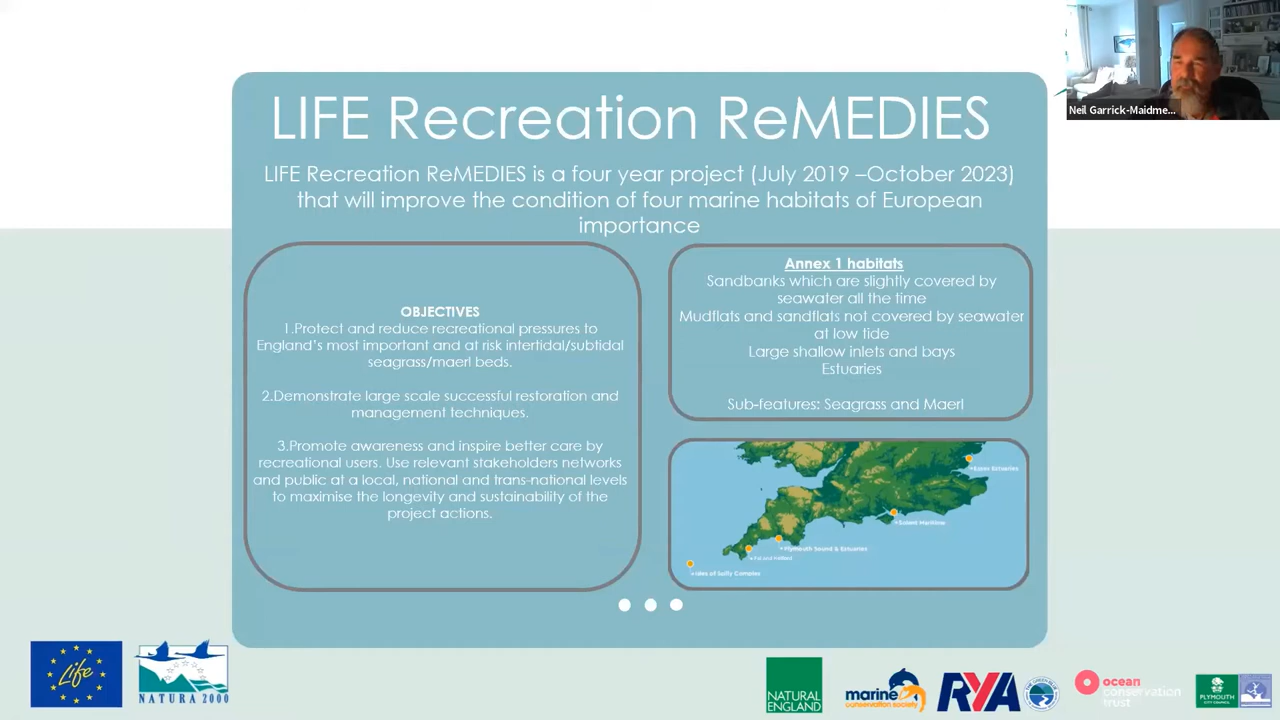 LIFE Recreation ReMEDIES
LIFE Recreation ReMEDIES is a four year project (July 2019 –October 2023)
that will improve the condition of four marine habitats of European
importance
OBJECTIVES
1.Protect and reduce recreational pressures to
England's most important and at risk intertidal/subtidal
seagrass/maerl beds.
2.Demonstrate large scale successful restoration and
management techniques.
3.Promote awareness and inspire better care by
recreational users. Use relevant stakeholders networks
and public at a local, national and trans-national levels
to maximise the longevity and sustainability of the
project actions.
Annex 1 habitats
Sandbanks which are slightly covered by
seawater all the time
Mudflats and sandflats not covered by seawater
at low tide
Large shallow inlets and bays
Estuaries
Sub-features: Seagrass and Maerl
Essex Estuaries
Solent Maritime
Plymouth Sound & Estuaries
Fal and Helford
Isles of Scilly Complex
Neil Garrick-Maidme...
Life
NATURA 2000
NATURAL
ENGLAND
marine
conservation society
RYA
THE GREEN BLUE
ocean
conservation
trust
PLYMOUTH
CITY COUNCIL